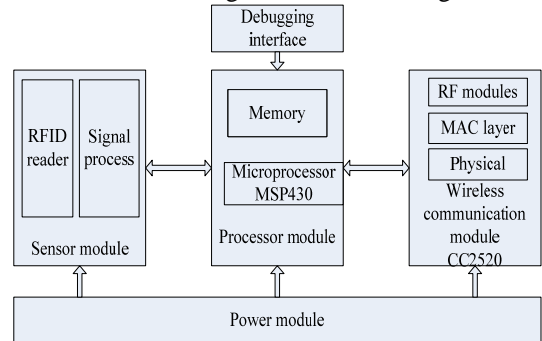 Debugging
interface
RFID
reader
Signal
process
Sensor module
Memory
Microprocessor
MSP430
Processor module
RF modules
MAC layer
Physical
Wireless
communication
module
CC2520
Power module